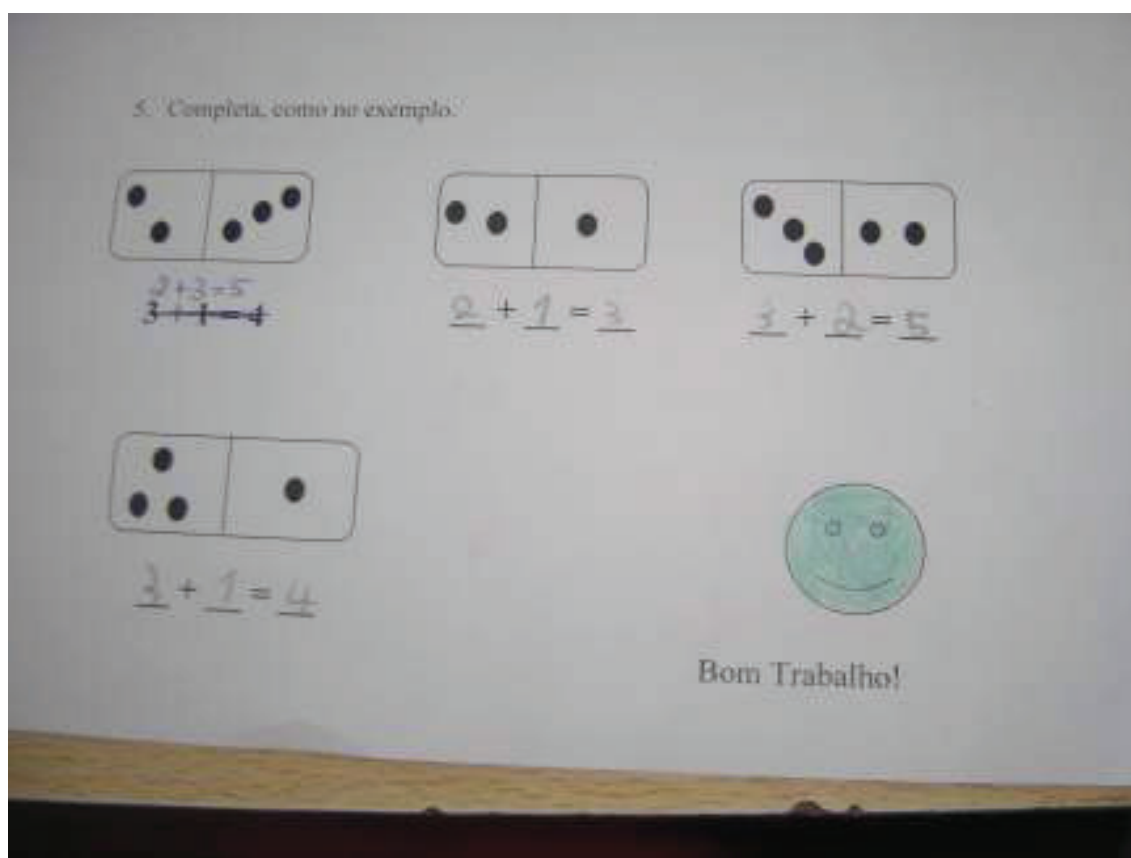 5. Completa, como no exemplo.
2+3=5
3+1=4
2 + 1 = 3
3 + 2 = 5
3 + 1 = 4
Bom Trabalho!